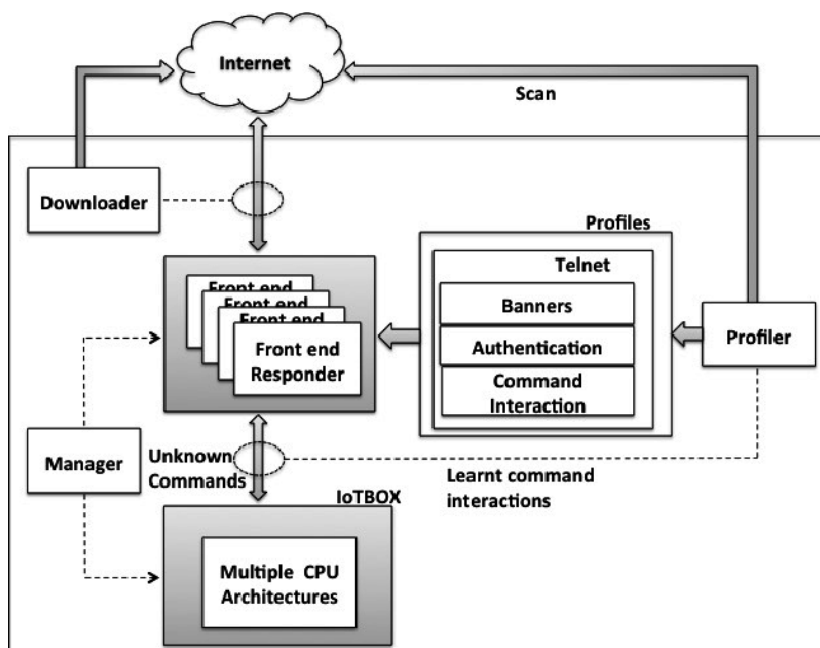 Internet
Scan
Downloader
Profiles
Telnet
Banners
Authentication
Command
Interaction
Profiler
Front end
Front end
Front end
Front end
Responder
Manager
Unknown
Commands
Learnt command
interactions
IoTBOX
Multiple CPU
Architectures